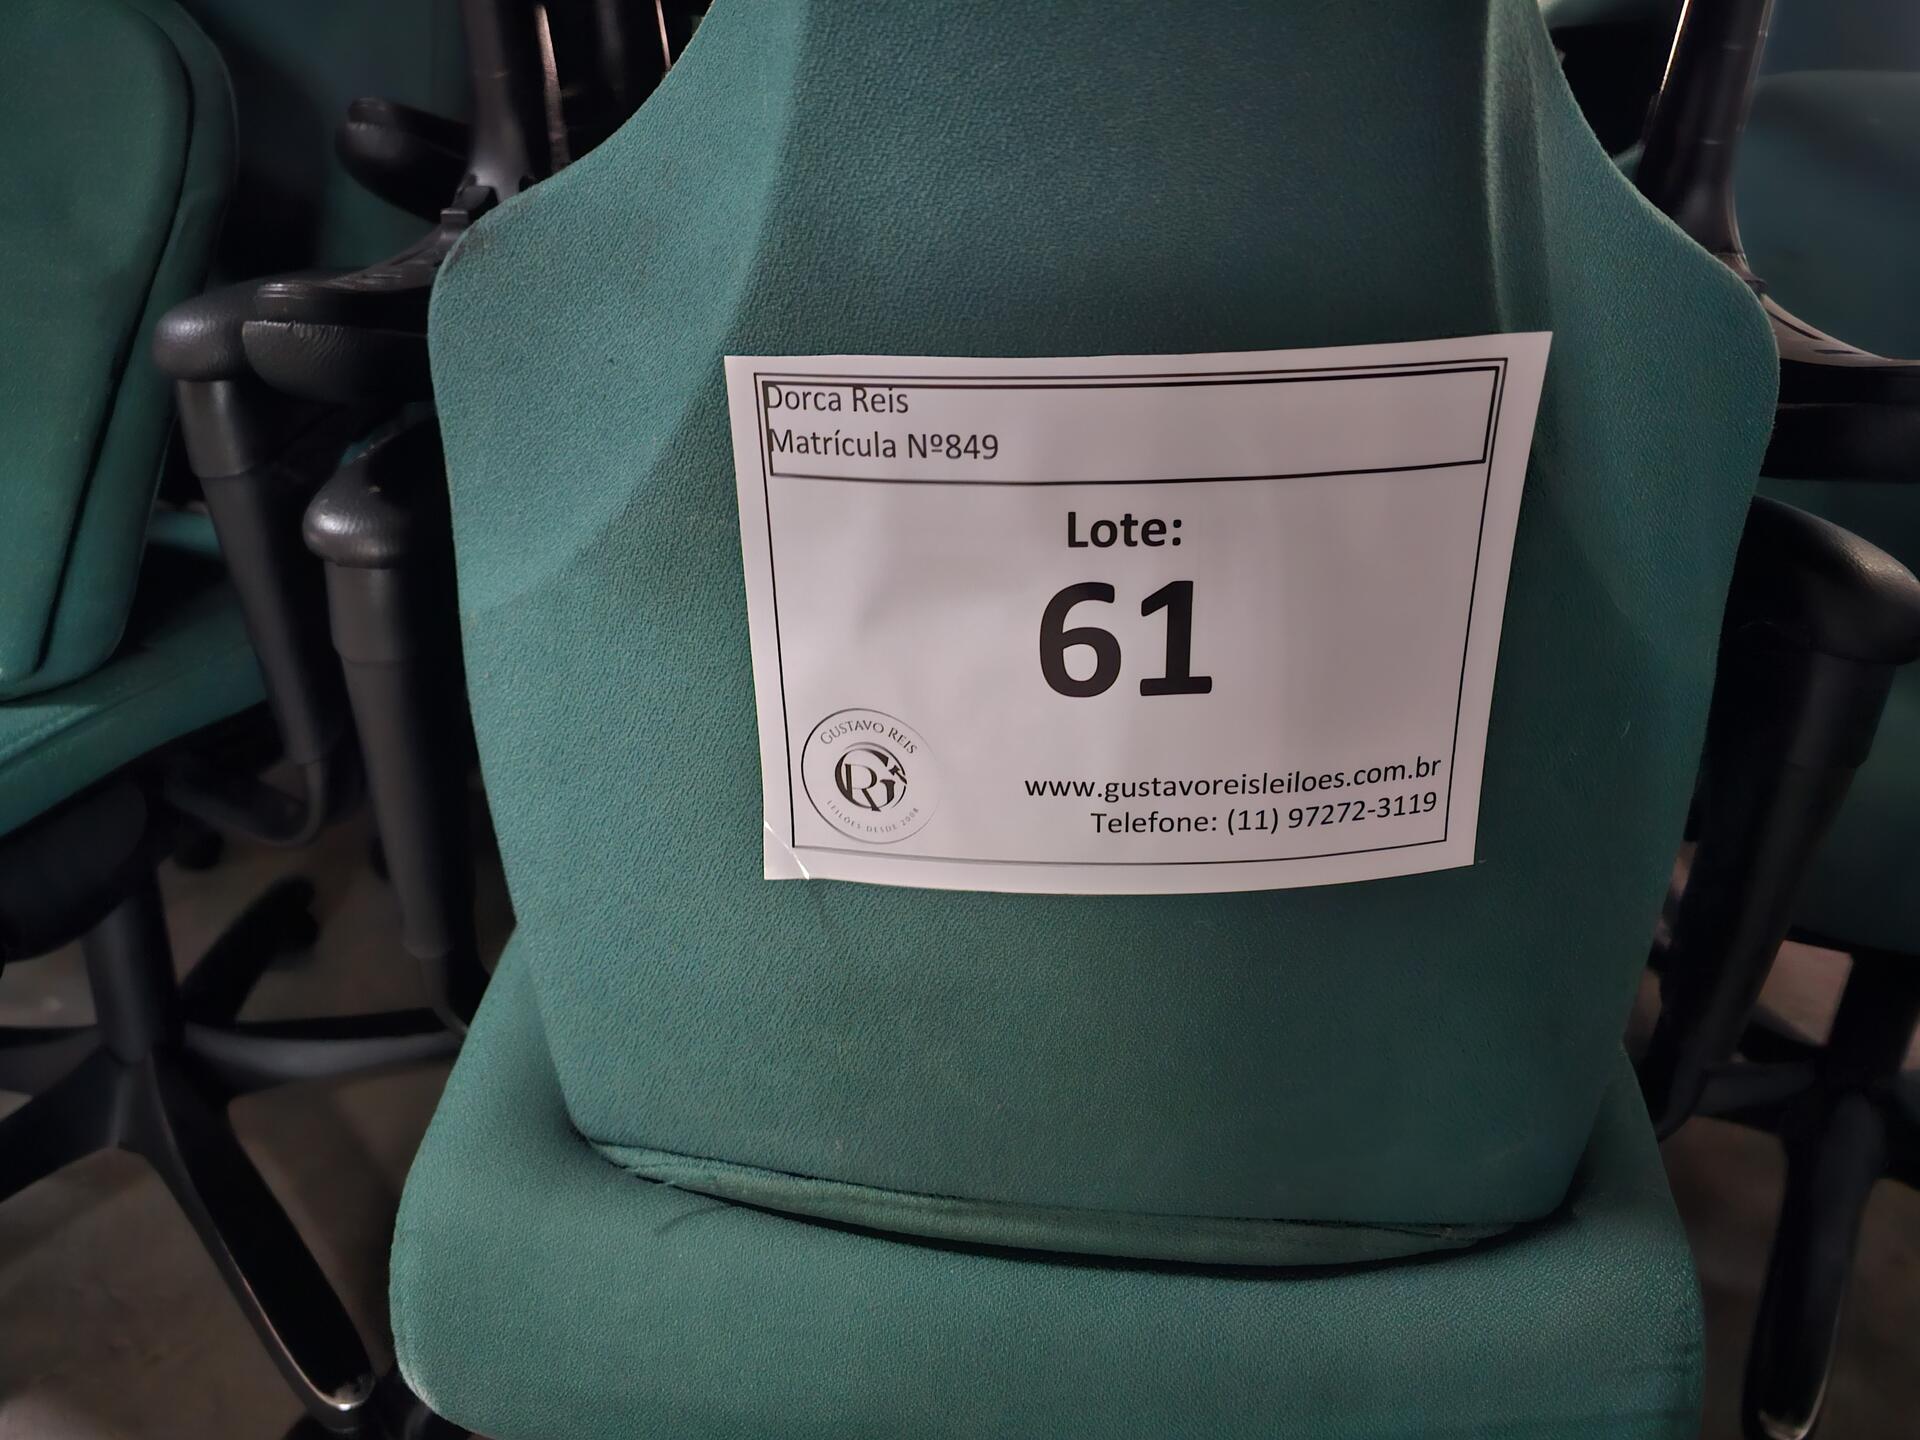 Dorca Reis
Matrícula Nº849
Lote:
61
GUSTAVO REIS
GR
LEILÕES DESDE 2008
www.gustavoreisleiloes.com.br
Telefone: (11) 97272-3119